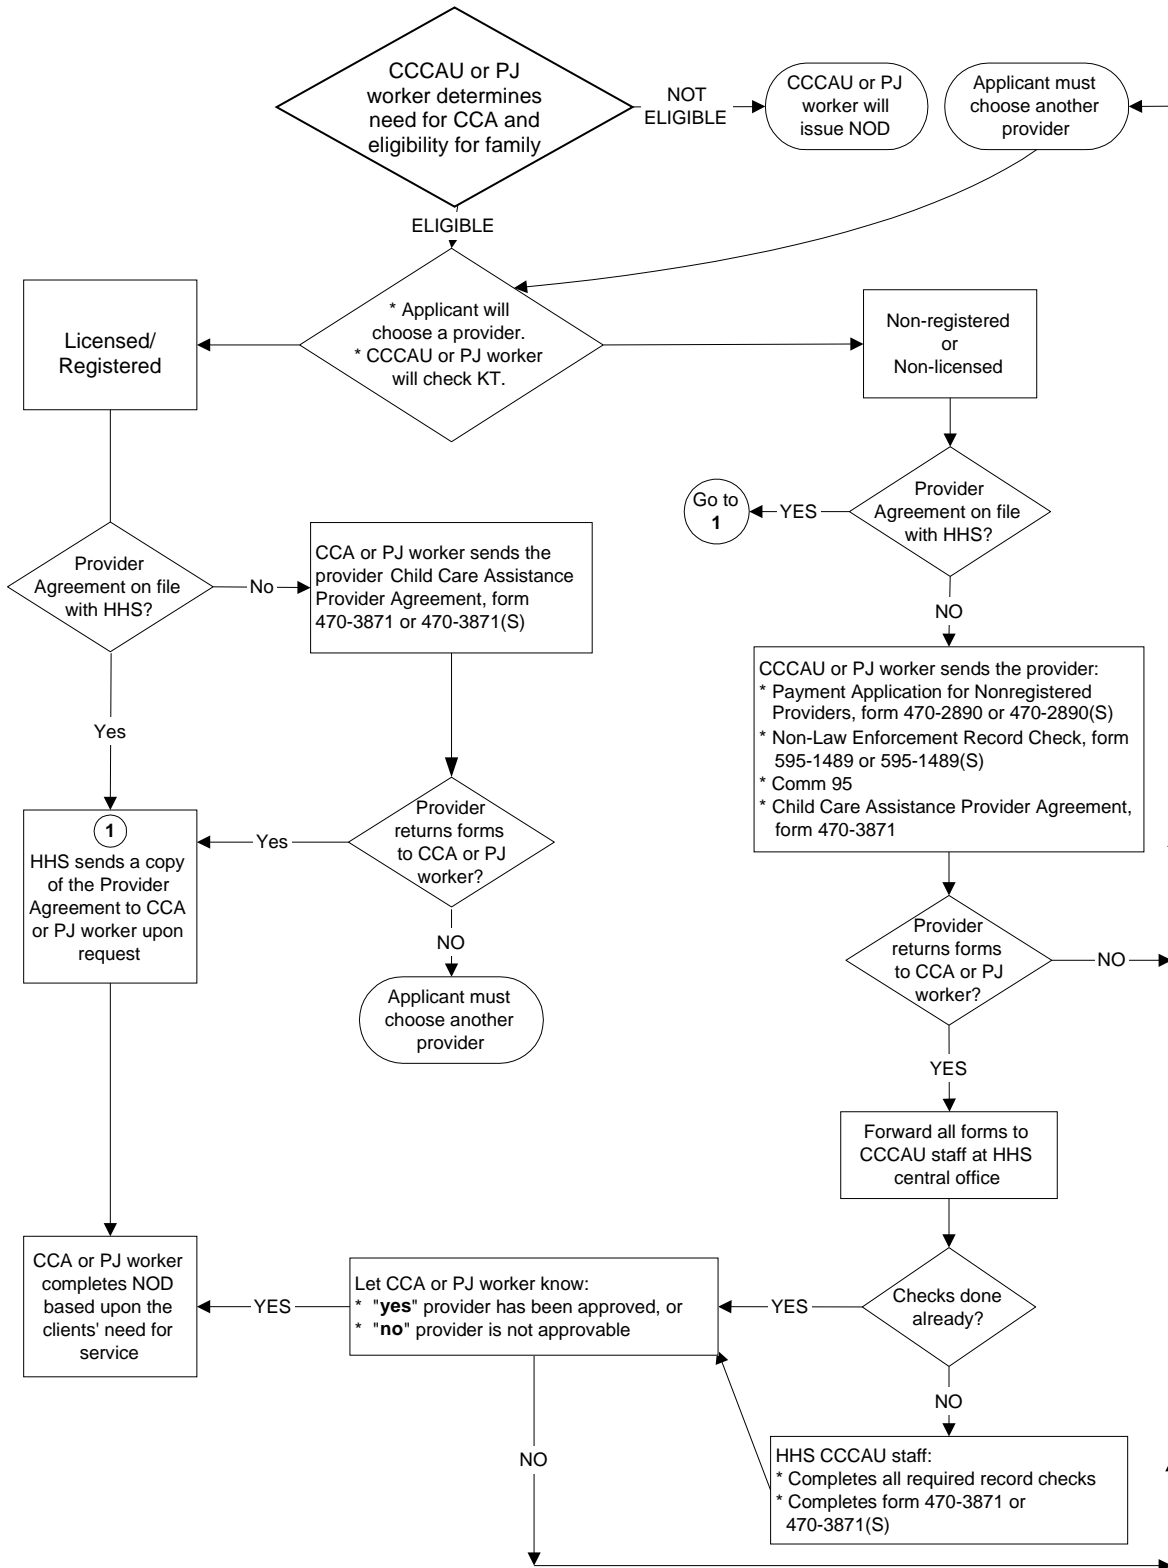 CCCAU or PJ
worker determines
need for CCA and
eligibility for family
NOT
ELIGIBLE
CCCAU or PJ
worker will
issue NOD
Applicant must
choose another
provider
ELIGIBLE
* Applicant will
choose a provider.
* CCCAU or PJ worker
will check KT.
Licensed/
Registered
Non-registered
or
Non-licensed
Provider
Agreement on file
with HHS?
YES
Go to
1
NO
Provider
Agreement on file
with HHS?
No
CCA or PJ worker sends the
provider Child Care Assistance
Provider Agreement, form
470-3871 or 470-3871(S)
Yes
CCCAU or PJ worker sends the provider:
* Payment Application for Nonregistered
Providers, form 470-2890 or 470-2890(S)
* Non-Law Enforcement Record Check, form
595-1489 or 595-1489(S)
* Comm 95
* Child Care Assistance Provider Agreement,
form 470-3871
1
HHS sends a copy
of the Provider
Agreement to CCA
or PJ worker upon
request
Yes
Provider
returns forms
to CCA or PJ
worker?
NO
Applicant must
choose another
provider
Provider
returns forms
to CCA or PJ
worker?
NO
YES
Forward all forms to
CCCAU staff at HHS
central office
CCA or PJ worker
completes NOD
based upon the
clients' need for
service
YES
Let CCA or PJ worker know:
* "yes" provider has been approved, or
* "no" provider is not approvable
YES
Checks done
already?
NO
NO
HHS CCCAU staff:
* Completes all required record checks
* Completes form 470-3871 or
470-3871(S)